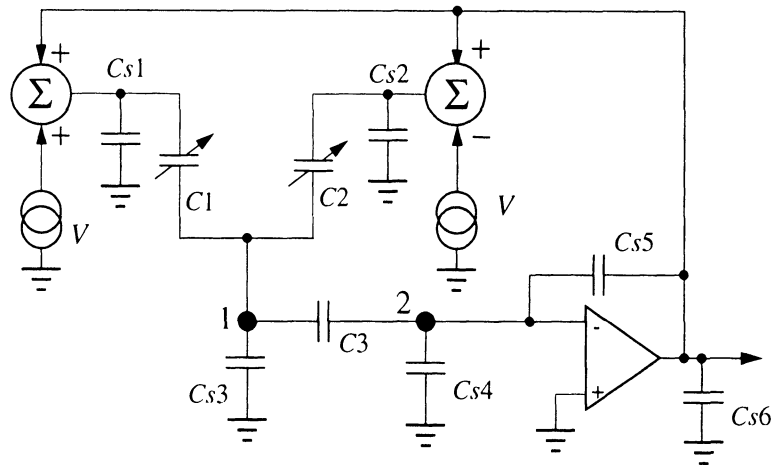 + +
Cs1 Cs2
Σ Σ
+ −
C1 C2
V V
Cs5
1 2
C3
-
+
Cs3 Cs4
Cs6